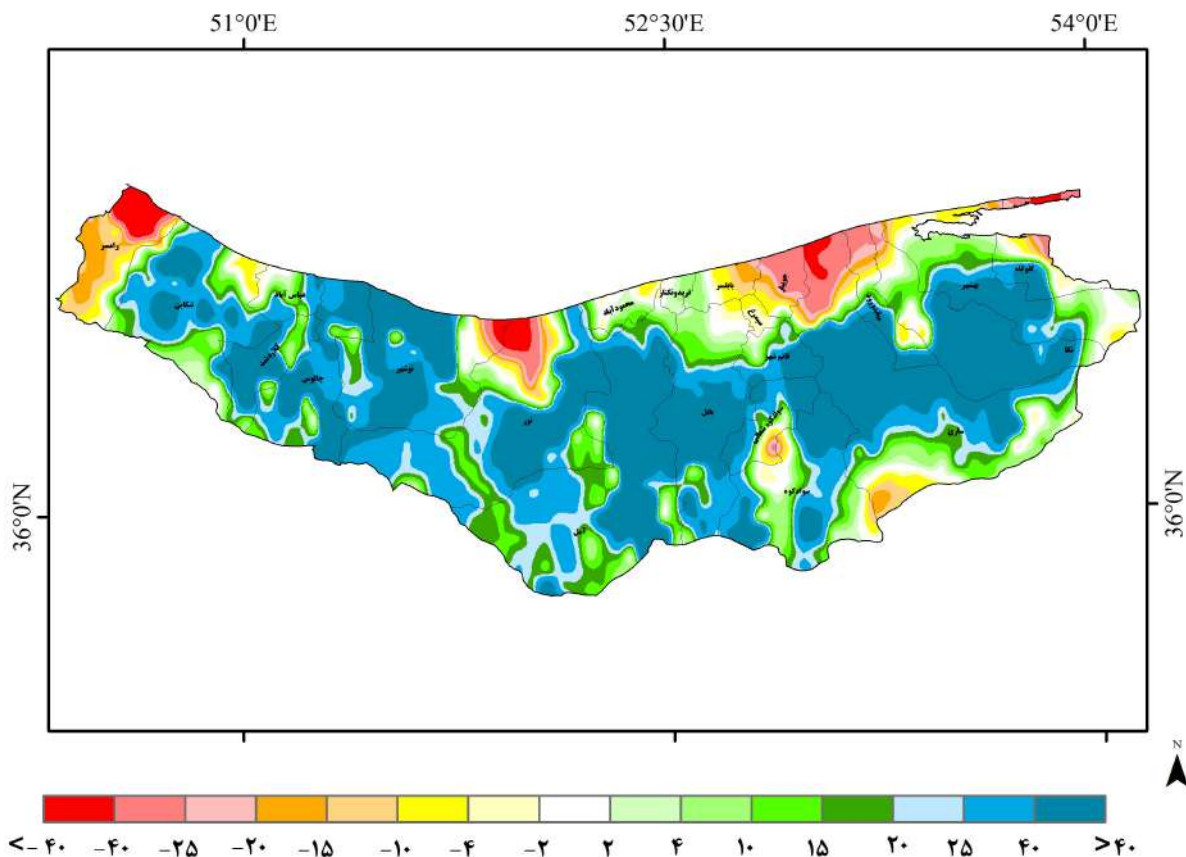 51°0'E 52°30'E 54°0'E
رامسر
تنکابن
عباس آباد
کلاردشت
چالوس
نوشهر
نور
محمودآباد
فریدونکنار
بابلسر
سیمرغ
جویبار
قائم شهر
بابل
آمل
سوادکوه
میاندورود
بهشهر
گلوگاه
نکا
ساری
36°0'N 36°0'N
N
<-۴۰ -۴۰ -۲۵ -۲۰ -۱۵ -۱۰ -۴ -۲ ۲ ۴ ۱۰ ۱۵ ۲۰ ۲۵ ۴۰ >۴۰